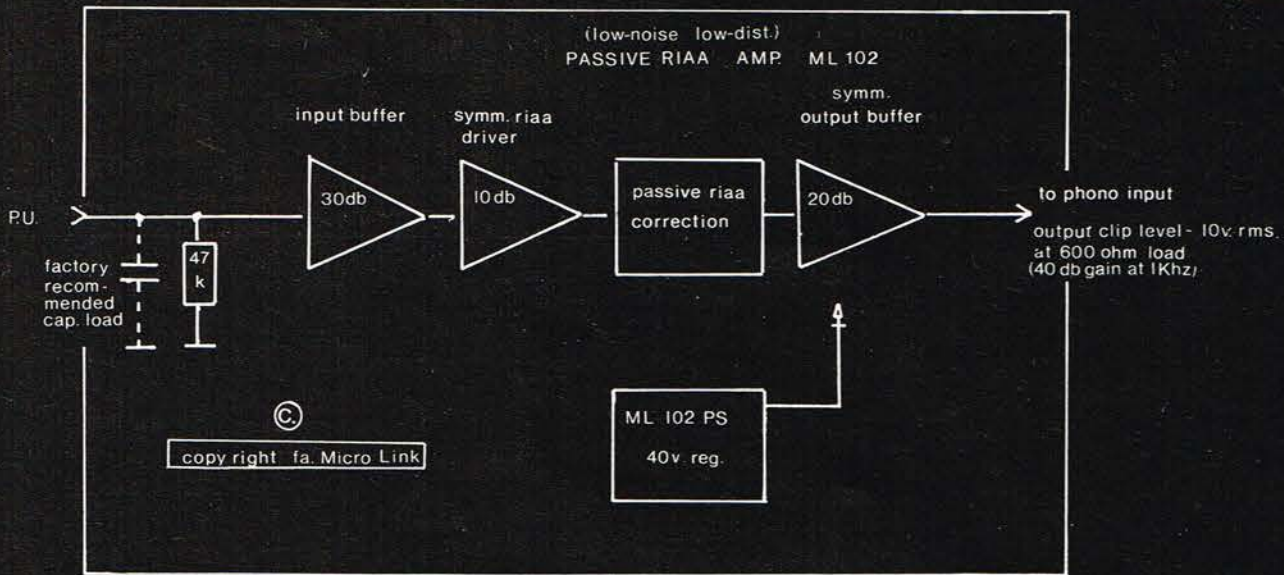 (low-noise low-dist.)
PASSIVE RIAA AMP. ML 102
input buffer
symm. riaa
driver
symm.
output buffer
30db
10db
passive riaa
correction
20db
P.U.
factory
recom-
mended
cap. load
47
k
to phono input
output clip level - 10v. rms.
at 600 ohm load
(40 db gain at 1Khz)
ML 102 PS
40v. reg.
C.
copy right fa. Micro Link